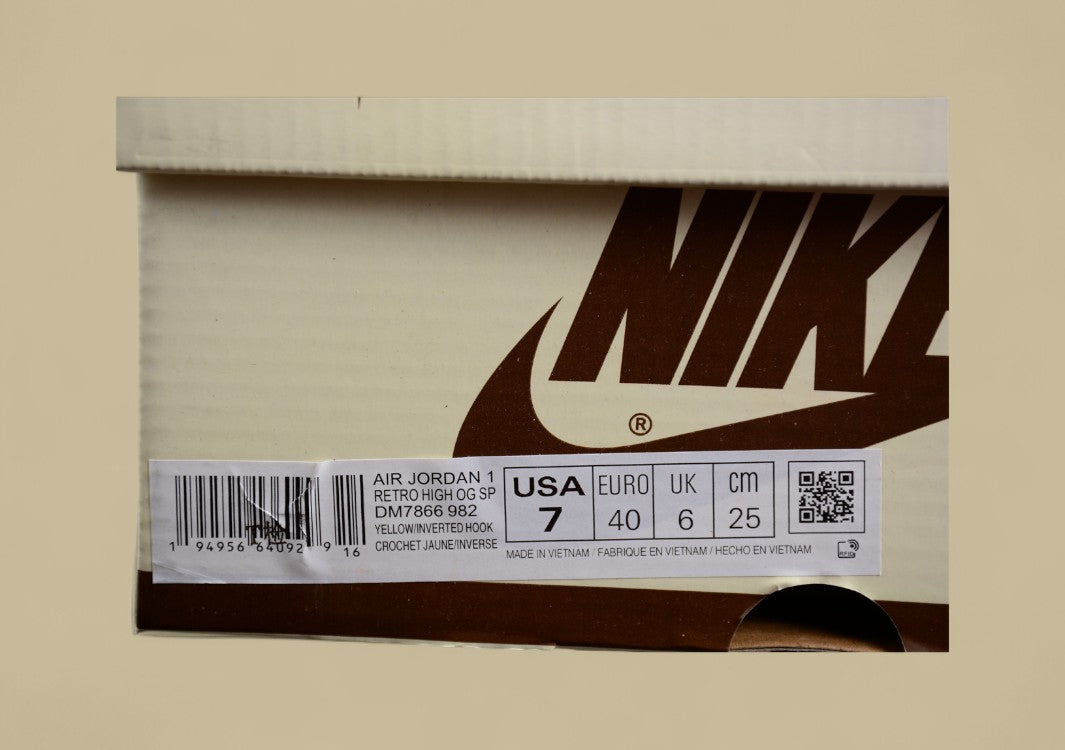 NIKE
®
AIR JORDAN 1
RETRO HIGH OG SP
DM7866 982
YELLOW/INVERTED HOOK
CROCHET JAUNE/INVERSE
1 94956 64092 9 16
USA EURO UK cm
7 40 6 25
MADE IN VIETNAM / FABRIQUE EN VIETNAM / HECHO EN VIETNAM
RFID